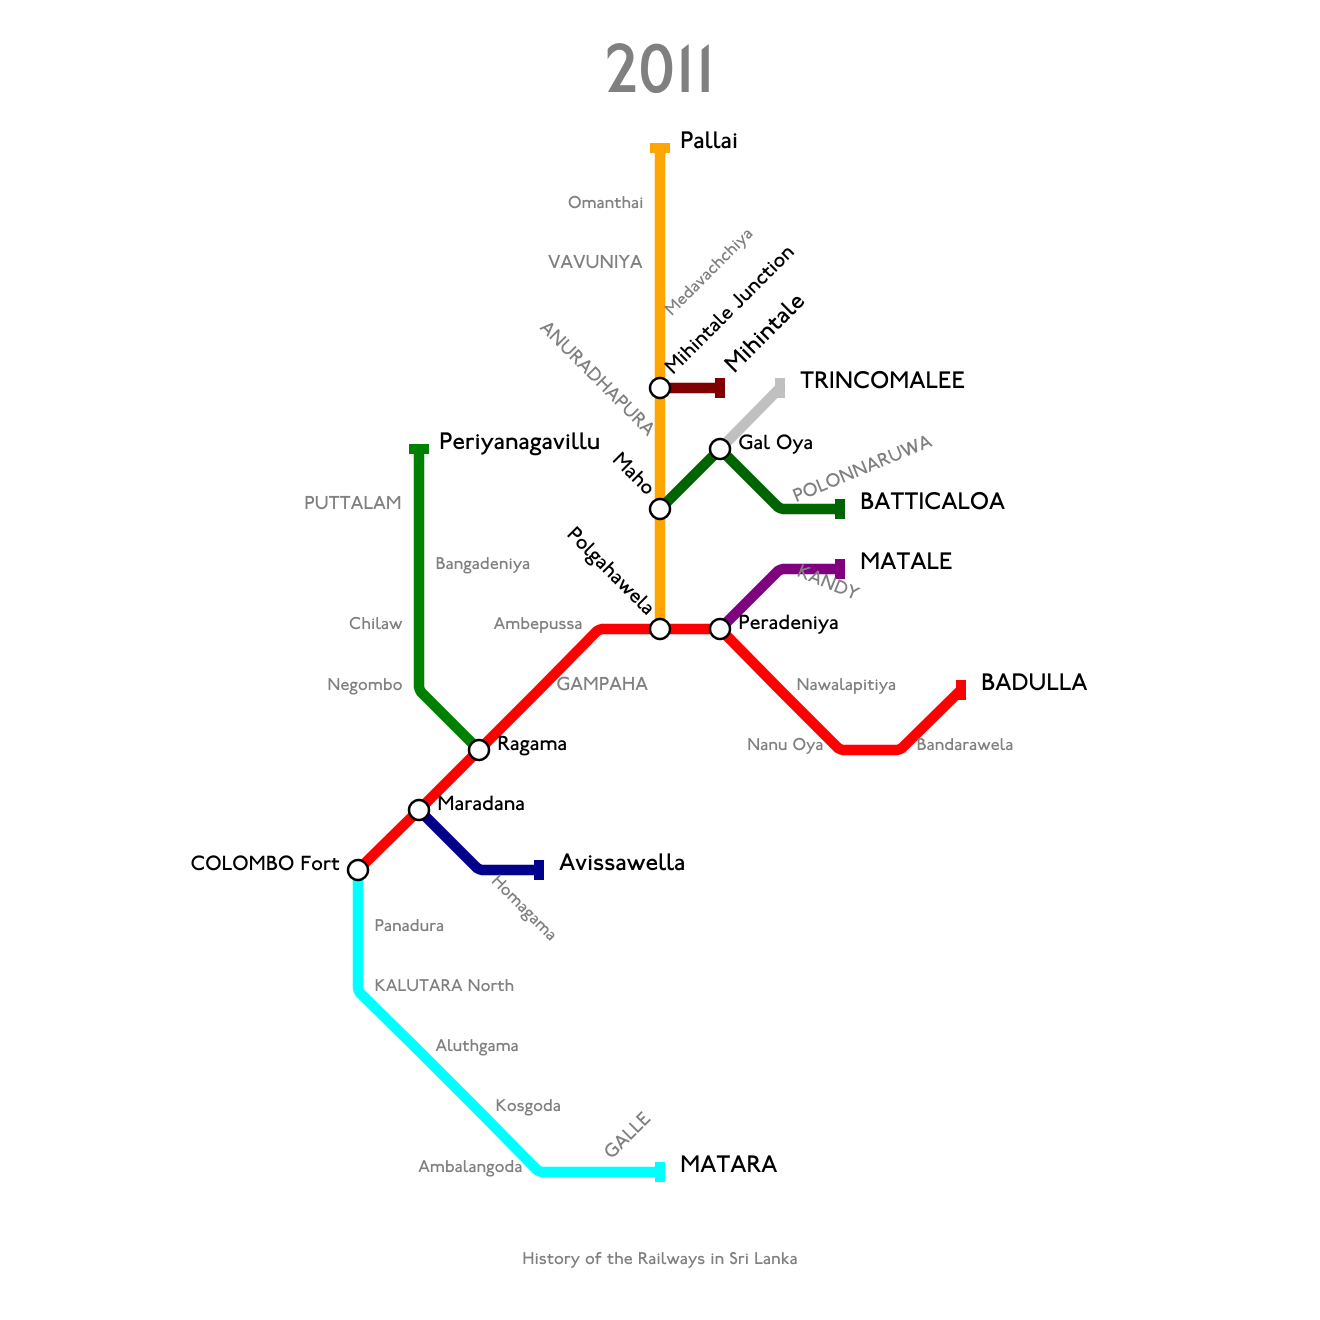 2011
Pallai
Omanthai
VAVUNIYA
Medavachchiya
Mihintale Junction
Mihintale
ANURADHAPURA
TRINCOMALEE
Periyanagavillu
Gal Oya
Maho
POLONNARUWA
PUTTALAM
BATTICALOA
Polgahawela
Bangadeniya
MATALE
KANDY
Chilaw
Ambepussa
Peradeniya
Negombo
GAMPAHA
Nawalapitiya
BADULLA
Ragama
Nanu Oya
Bandarawela
Maradana
COLOMBO Fort
Avissawella
Homagama
Panadura
KALUTARA North
Aluthgama
Kosgoda
GALLE
Ambalangoda
MATARA
History of the Railways in Sri Lanka